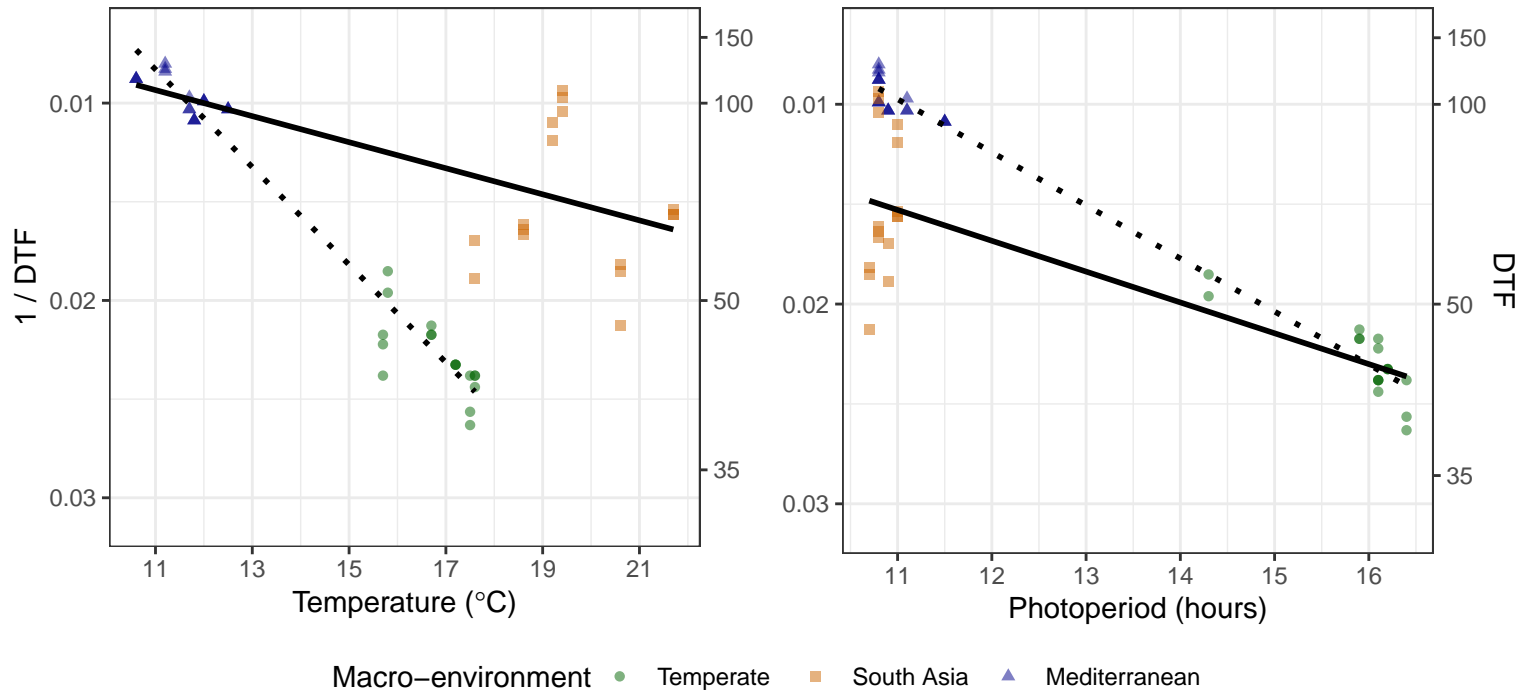 150
100
50
35
0.01
0.02
0.03
1 / DTF
11 13 15 17 19 21
Temperature (°C)
150
100
50
35
0.01
0.02
0.03
DTF
11 12 13 14 15 16
Photoperiod (hours)
Macro−environment Temperate South Asia Mediterranean